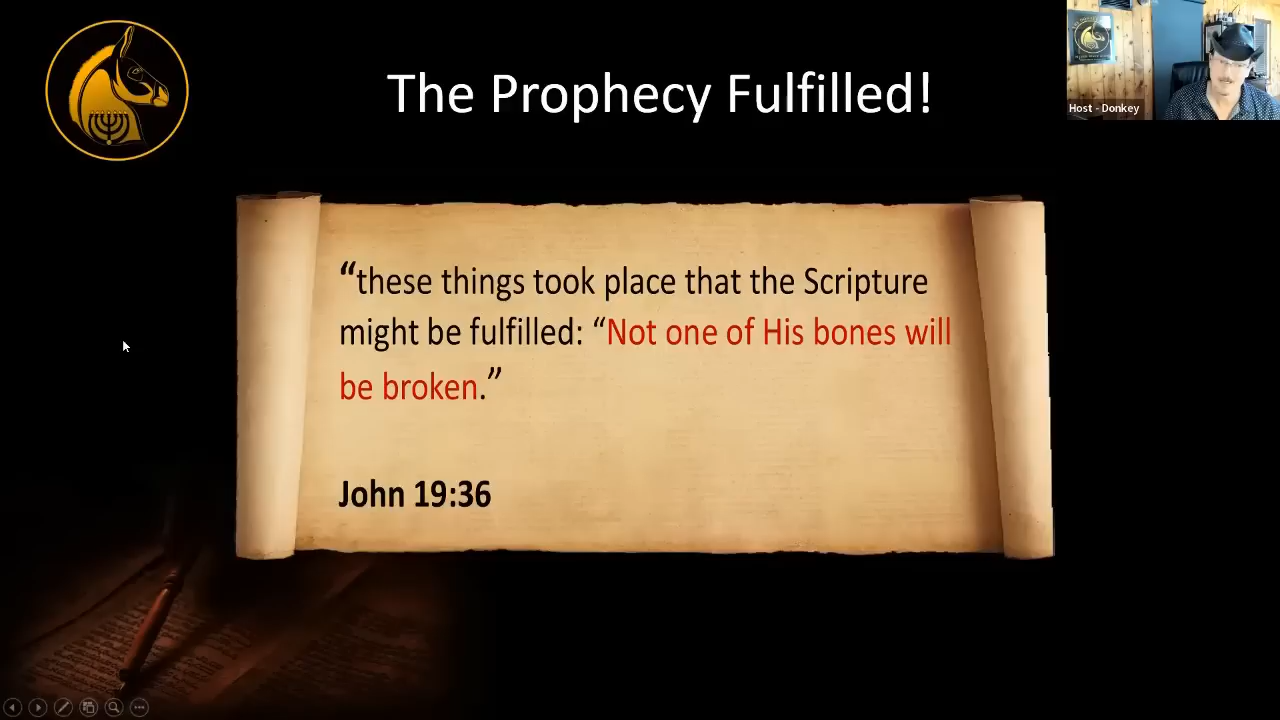 The Prophecy Fulfilled!
Host - Donkey
“these things took place that the Scripture
might be fulfilled: “Not one of His bones will
be broken.”
John 19:36